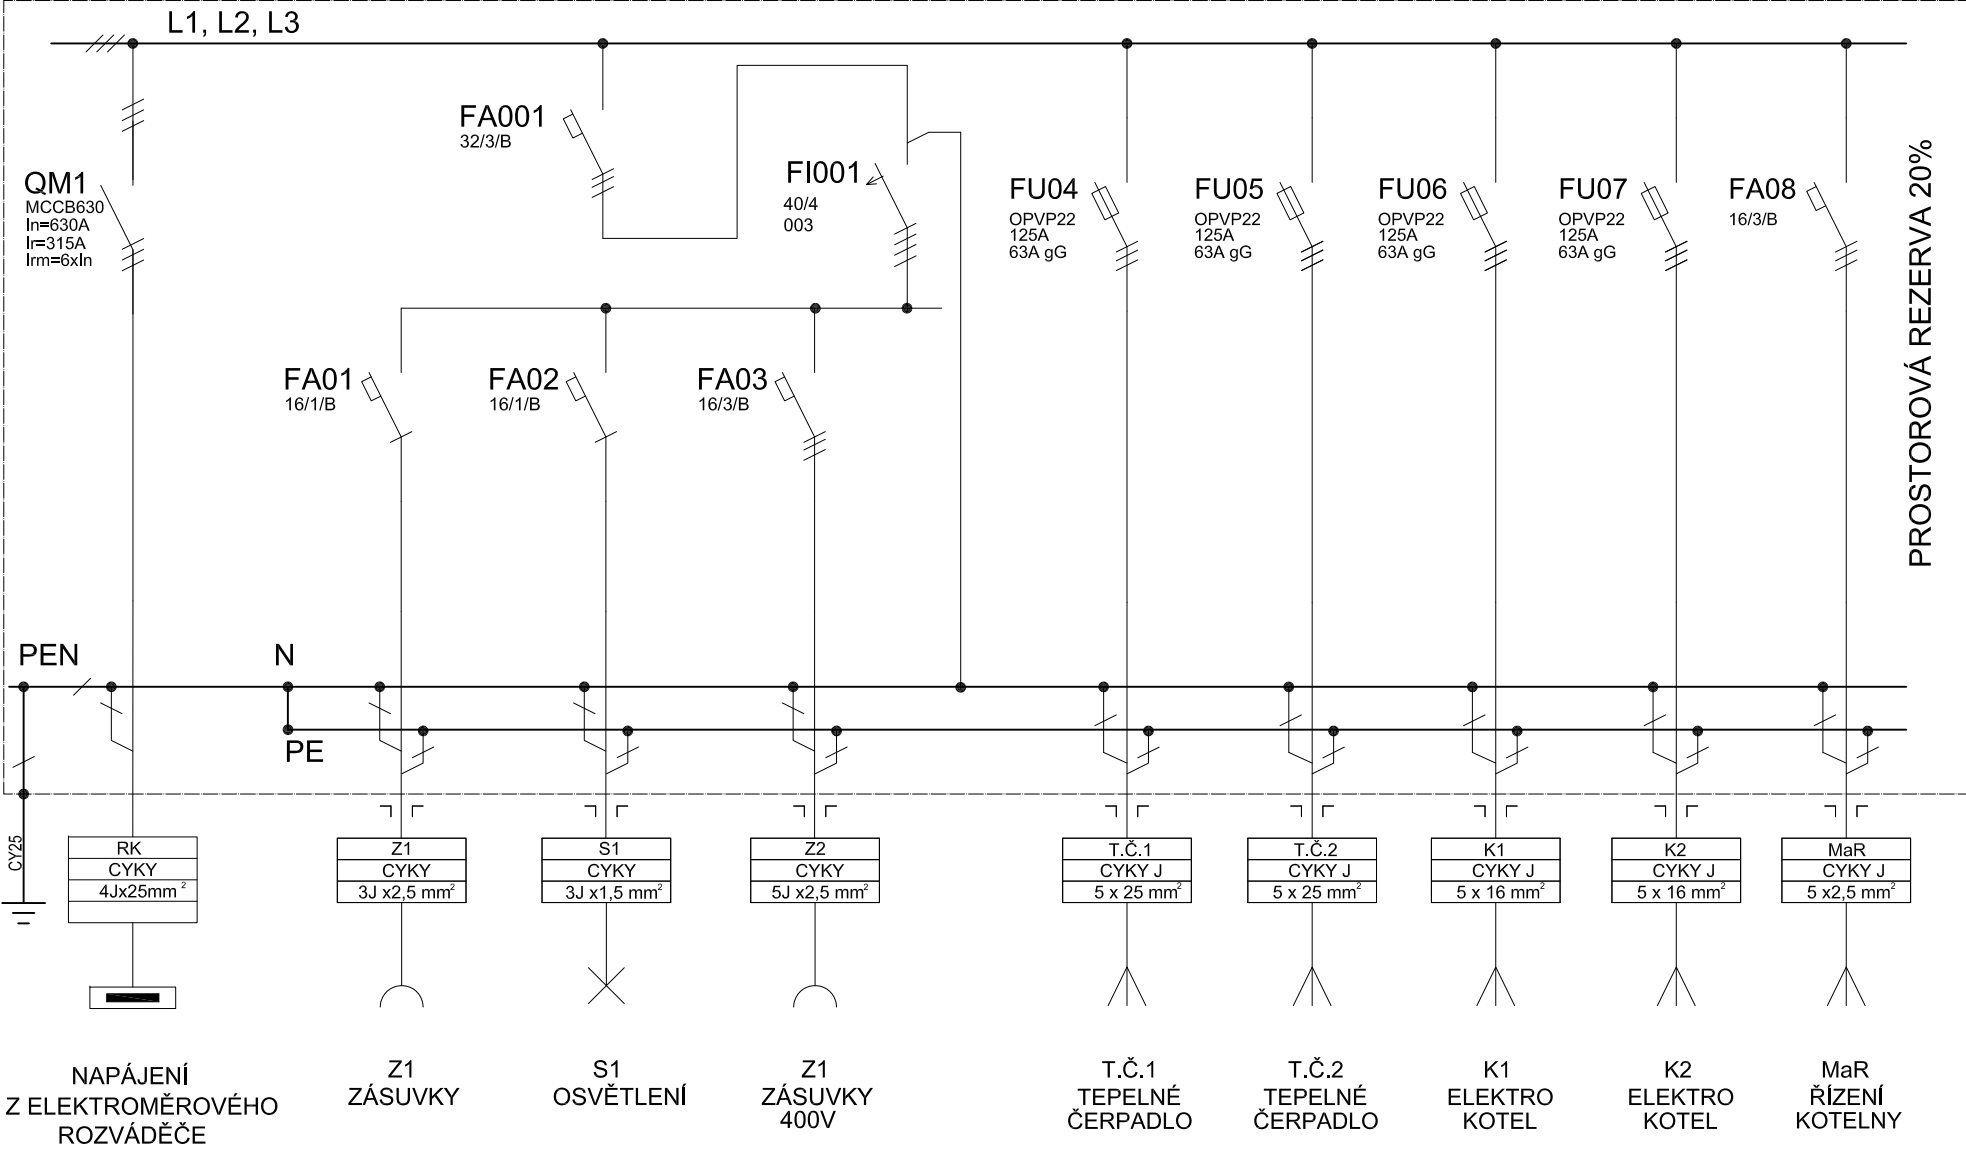 L1, L2, L3
QM1
MCCB630
In=630A
Ir=315A
Irm=6xIn
FA001
32/3/B
FI001
40/4
003
FU04
OPVP22
125A
63A gG
FU05
OPVP22
125A
63A gG
FU06
OPVP22
125A
63A gG
FU07
OPVP22
125A
63A gG
FA08
16/3/B
PROSTOROVÁ REZERVA 20%
FA01
16/1/B
FA02
16/1/B
FA03
16/3/B
PEN
N
PE
CY25
RK
CYKY
4Jx25mm²
Z1
CYKY
3J x2,5 mm²
S1
CYKY
3J x1,5 mm²
Z2
CYKY
5J x2,5 mm²
T.Č.1
CYKY J
5 x 25 mm²
T.Č.2
CYKY J
5 x 25 mm²
K1
CYKY J
5 x 16 mm²
K2
CYKY J
5 x 16 mm²
MaR
CYKY J
5 x2,5 mm²
NAPÁJENÍ
Z ELEKTROMĚROVÉHO
ROZVÁDĚČE
Z1
ZÁSUVKY
S1
OSVĚTLENÍ
Z1
ZÁSUVKY
400V
T.Č.1
TEPELNÉ
ČERPADLO
T.Č.2
TEPELNÉ
ČERPADLO
K1
ELEKTRO
KOTEL
K2
ELEKTRO
KOTEL
MaR
ŘÍZENÍ
KOTELNY